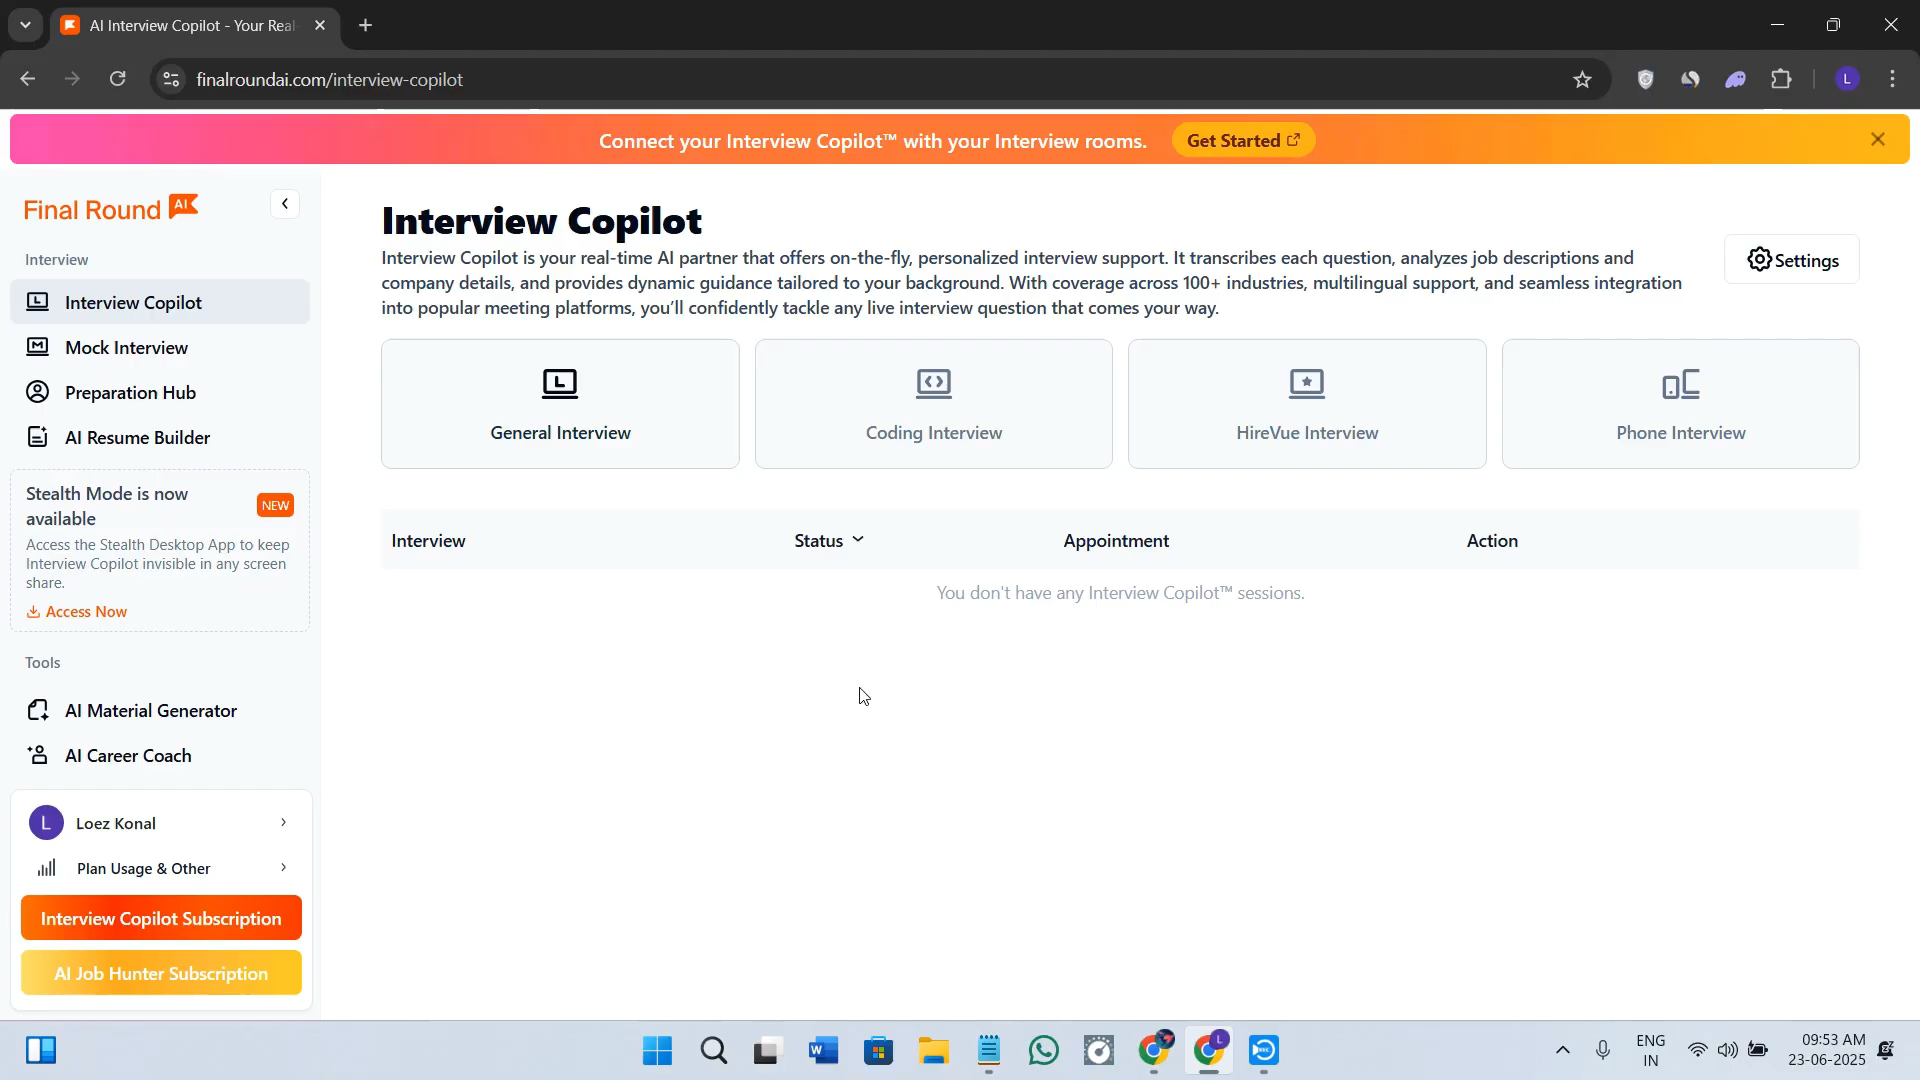 AI Interview Copilot - Your Real
finalroundai.com/interview-copilot
L
Connect your Interview Copilot™ with your Interview rooms.
Get Started
Final Round AI
Interview
Interview Copilot
Mock Interview
Preparation Hub
AI Resume Builder
Stealth Mode is now
available
NEW
Access the Stealth Desktop App to keep
Interview Copilot invisible in any screen
share.
Access Now
Tools
AI Material Generator
AI Career Coach
L
Loez Konal
Plan Usage & Other
Interview Copilot Subscription
AI Job Hunter Subscription
Interview Copilot
Interview Copilot is your real-time AI partner that offers on-the-fly, personalized interview support. It transcribes each question, analyzes job descriptions and
company details, and provides dynamic guidance tailored to your background. With coverage across 100+ industries, multilingual support, and seamless integration
into popular meeting platforms, you’ll confidently tackle any live interview question that comes your way.
Settings
General Interview
Coding Interview
HireVue Interview
Phone Interview
Interview
Status
Appointment
Action
You don't have any Interview Copilot™ sessions.
ENG
IN
09:53 AM
23-06-2025